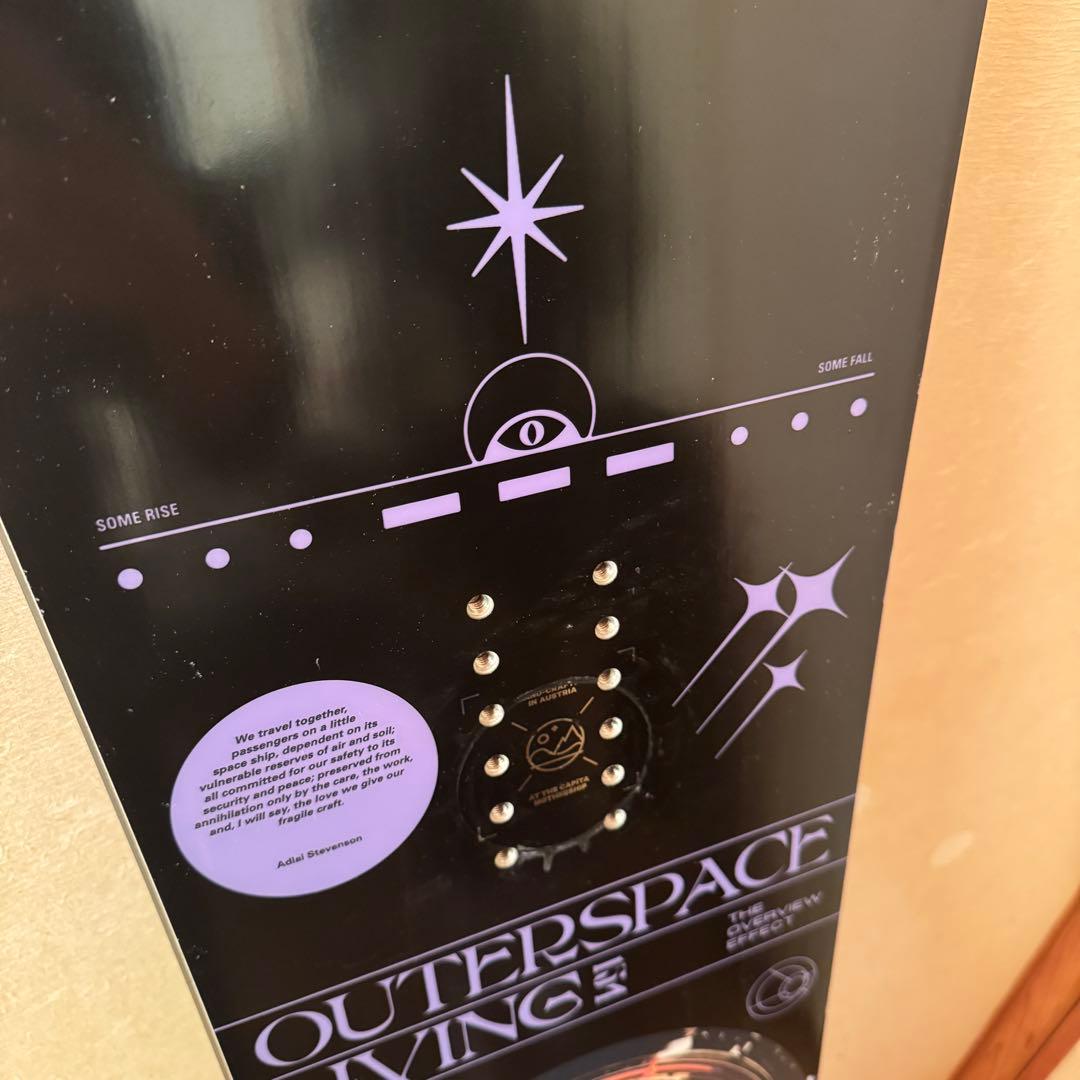 SOME FALL
SOME RISE
IN AUSTRIA
AT THE CAPITA
MOTHERSHIP
We travel together,
passengers on a little
space ship, dependent on its
vulnerable reserves of air and soil;
all committed for our safety to its
security and peace; preserved from
annihilation only by the care, the work,
and, I will say, the love we give our
fragile craft.
Adlai Stevenson
OUTERSPACE
LIVING
THE
OVERVIEW
EFFECT